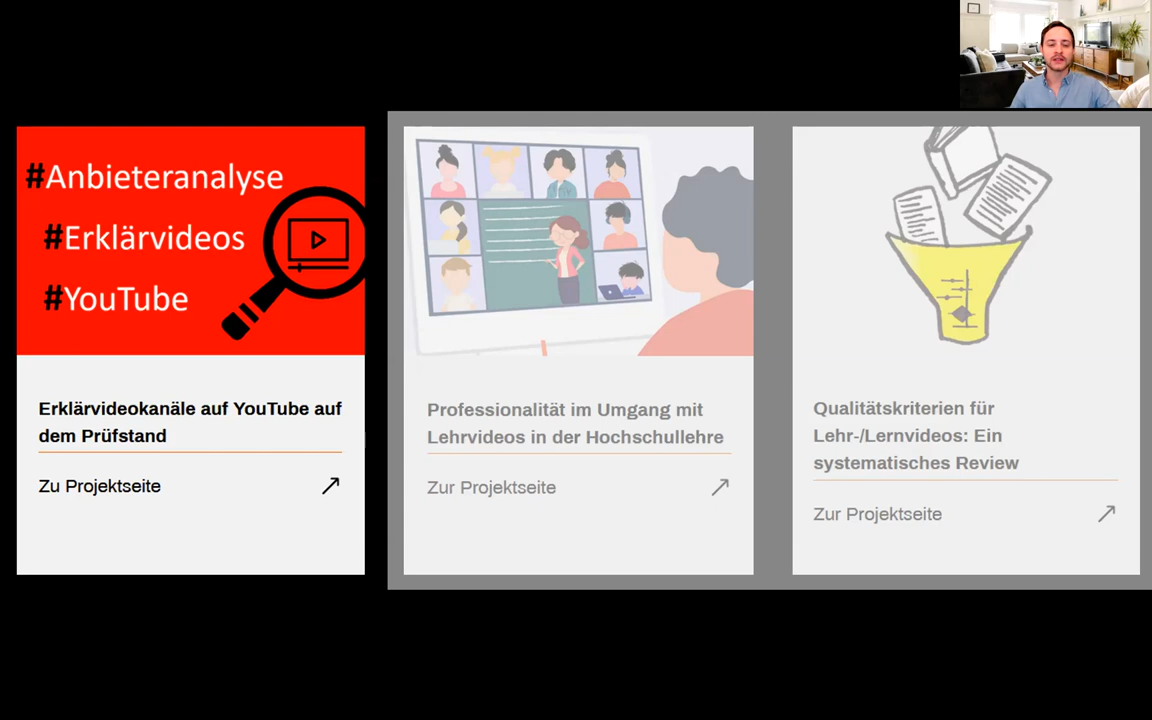 #Anbieteranalyse
#Erklärvideos
#YouTube
Erklärvideokanäle auf YouTube auf
dem Prüfstand
Zu Projektseite
Professionalität im Umgang mit
Lehrvideos in der Hochschullehre
Zur Projektseite
Qualitätskriterien für
Lehr-/Lernvideos: Ein
systematisches Review
Zur Projektseite